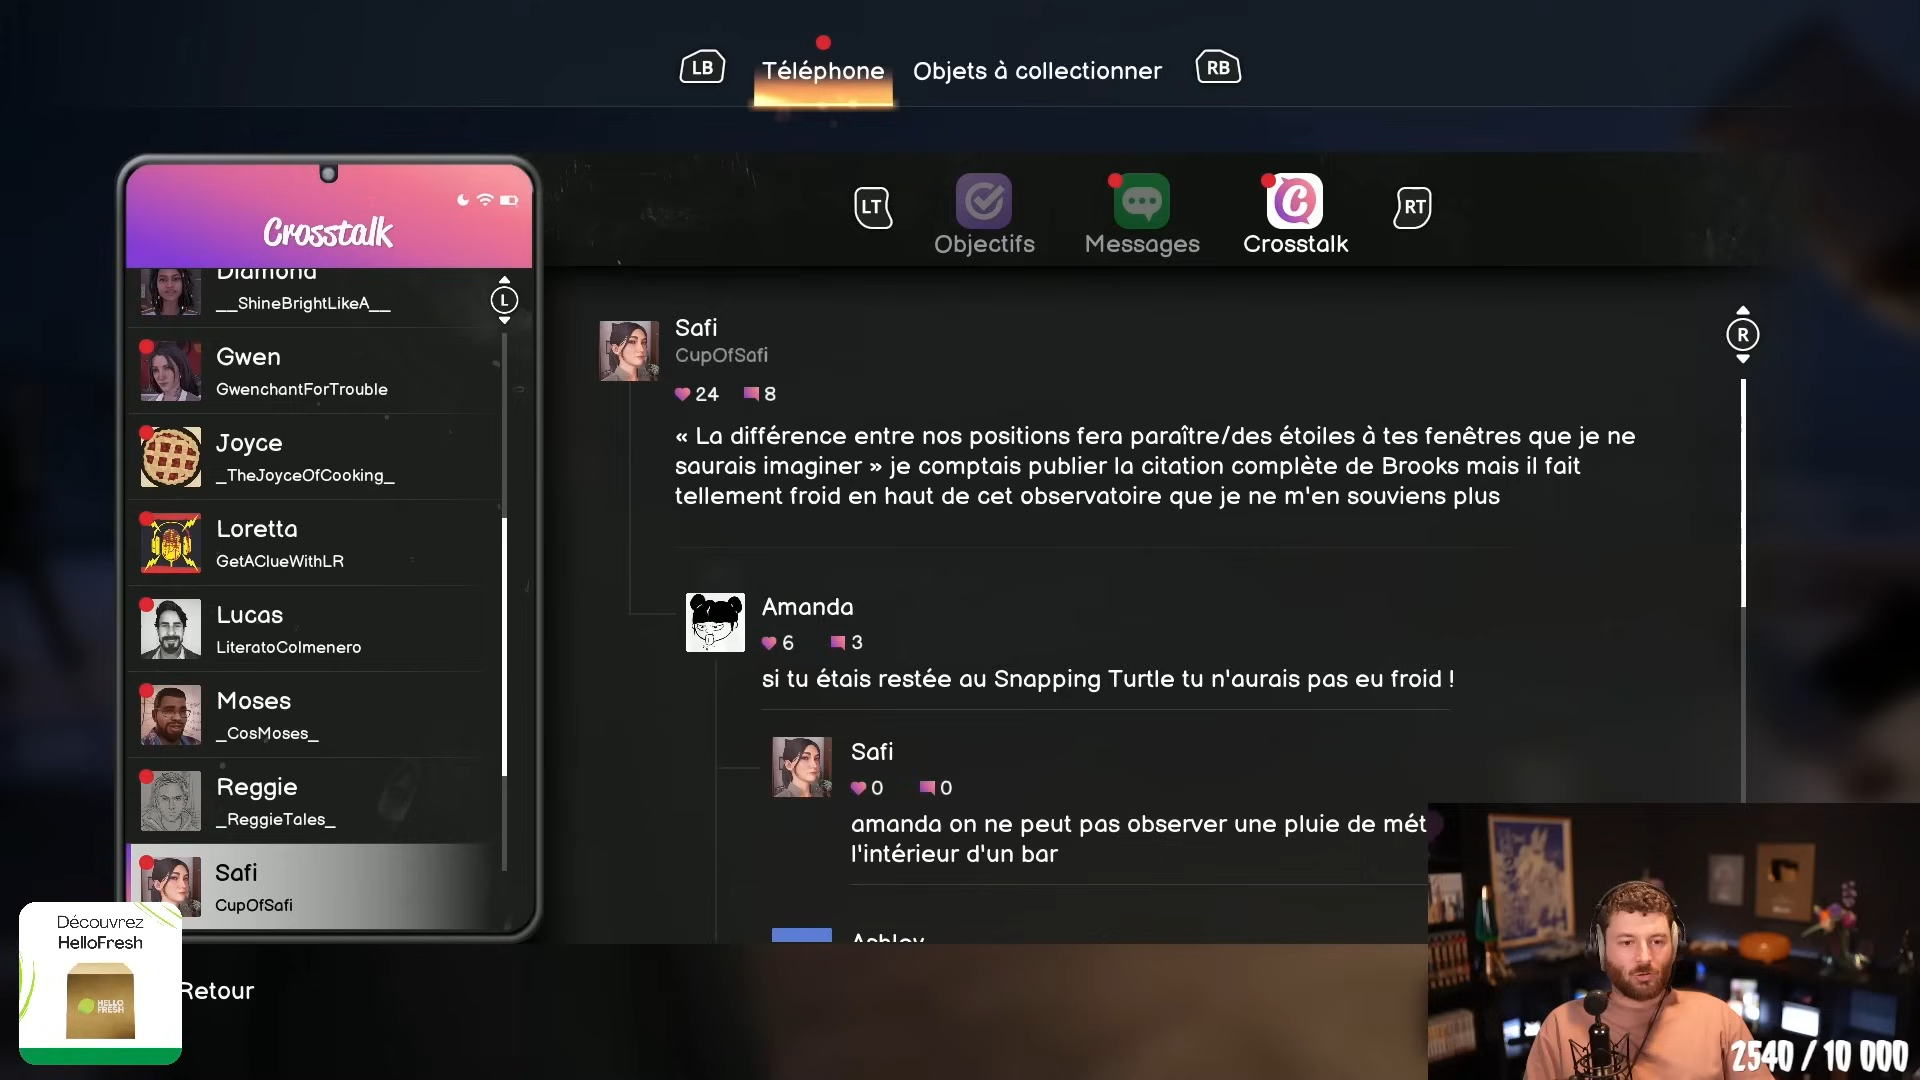 LB
Téléphone
Objets à collectionner
RB
Crosstalk
Diamond
__ShineBrightLikeA__
L
Gwen
GwenchantForTrouble
Joyce
_TheJoyceOfCooking_
Loretta
GetAClueWithLR
Lucas
LiteratoColmenero
Moses
_CosMoses_
Reggie
_ReggieTales_
Safi
CupOfSafi
LT
Objectifs
Messages
Crosstalk
RT
R
Safi
CupOfSafi
24 8
« La différence entre nos positions fera paraître/des étoiles à tes fenêtres que je ne
saurais imaginer » je comptais publier la citation complète de Brooks mais il fait
tellement froid en haut de cet observatoire que je ne m'en souviens plus
Amanda
6 3
si tu étais restée au Snapping Turtle tu n'aurais pas eu froid !
Safi
0 0
amanda on ne peut pas observer une pluie de mét
l'intérieur d'un bar
Ashley
Découvrez
HelloFresh
HELLO
FRESH
Retour
2540 / 10 000